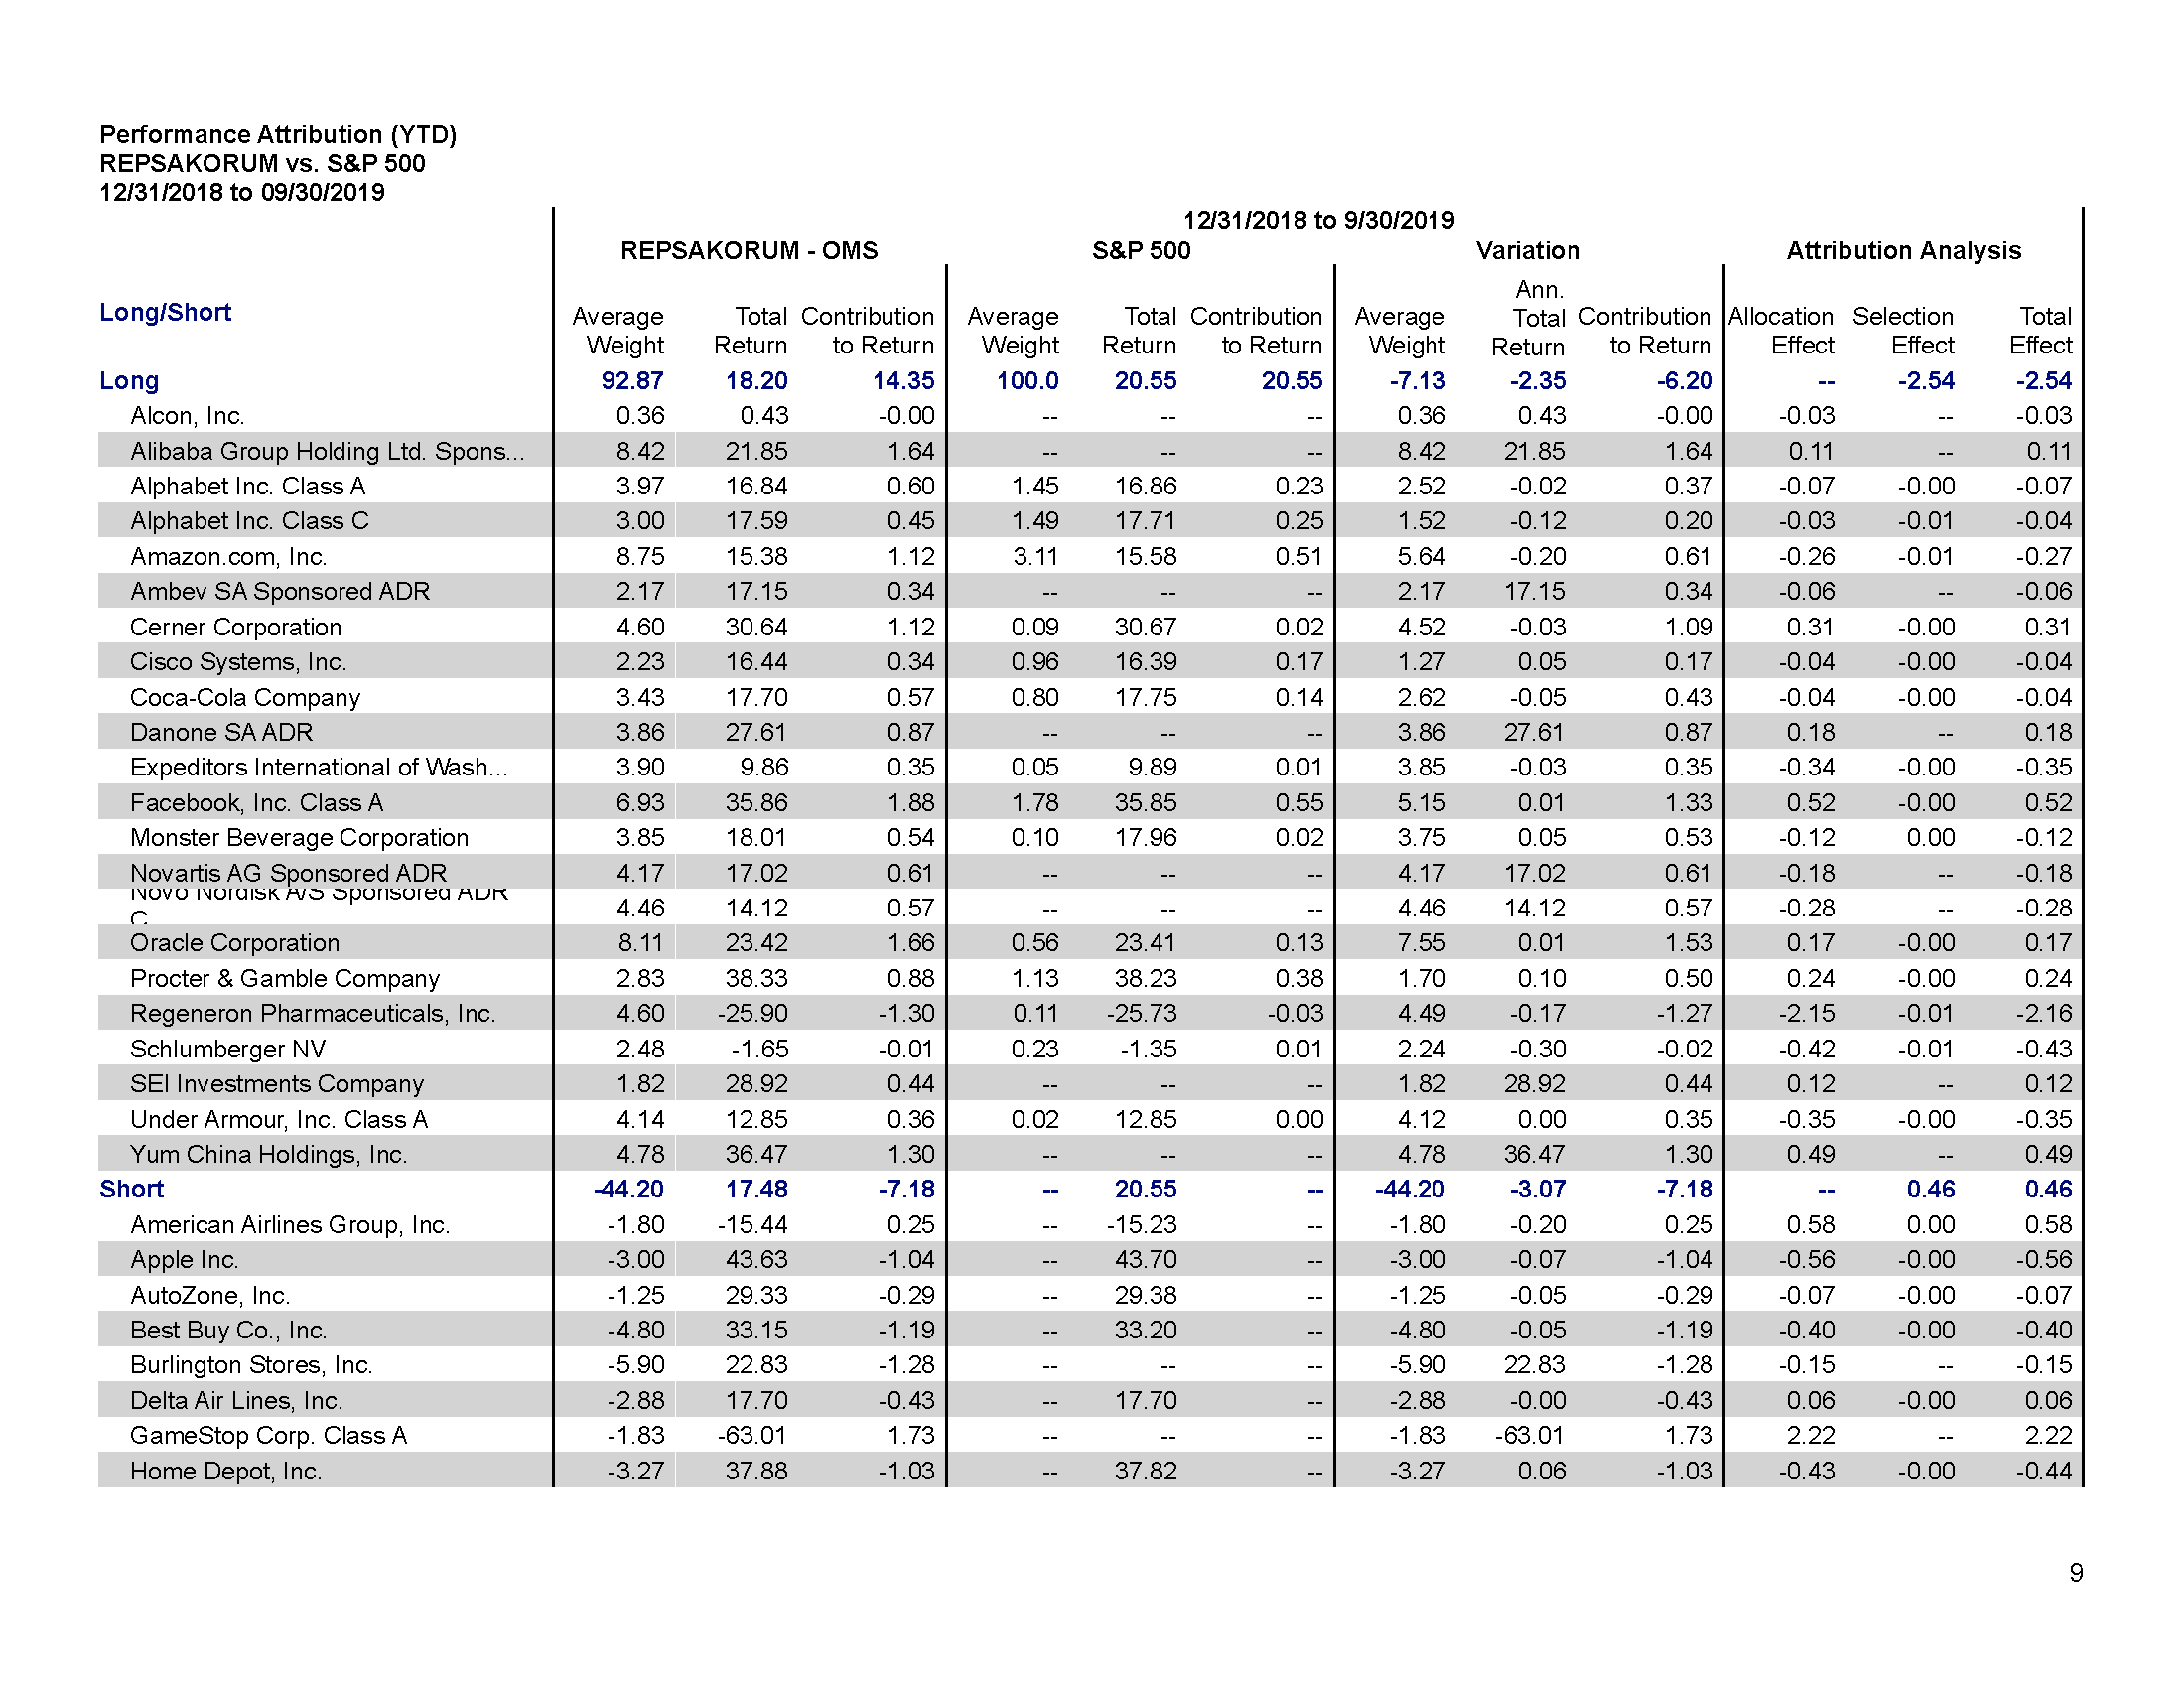 Performance Attribution (YTD)
REPSAKORUM vs. S&P 500
12/31/2018 to 09/30/2019
12/31/2018 to 9/30/2019
REPSAKORUM - OMS S&P 500 Variation Attribution Analysis
Long/Short Average Weight Total Return Contribution to Return Average Weight Total Return Contribution to Return Average Weight Ann. Total Return Contribution to Return Allocation Effect Selection Effect Total Effect
Long 92.87 18.20 14.35 100.0 20.55 20.55 -7.13 -2.35 -6.20 -- -2.54 -2.54
Alcon, Inc. 0.36 0.43 -0.00 -- -- -- 0.36 0.43 -0.00 -0.03 -- -0.03
Alibaba Group Holding Ltd. Spons... 8.42 21.85 1.64 -- -- -- 8.42 21.85 1.64 0.11 -- 0.11
Alphabet Inc. Class A 3.97 16.84 0.60 1.45 16.86 0.23 2.52 -0.02 0.37 -0.07 -0.00 -0.07
Alphabet Inc. Class C 3.00 17.59 0.45 1.49 17.71 0.25 1.52 -0.12 0.20 -0.03 -0.01 -0.04
Amazon.com, Inc. 8.75 15.38 1.12 3.11 15.58 0.51 5.64 -0.20 0.61 -0.26 -0.01 -0.27
Ambev SA Sponsored ADR 2.17 17.15 0.34 -- -- -- 2.17 17.15 0.34 -0.06 -- -0.06
Cerner Corporation 4.60 30.64 1.12 0.09 30.67 0.02 4.52 -0.03 1.09 0.31 -0.00 0.31
Cisco Systems, Inc. 2.23 16.44 0.34 0.96 16.39 0.17 1.27 0.05 0.17 -0.04 -0.00 -0.04
Coca-Cola Company 3.43 17.70 0.57 0.80 17.75 0.14 2.62 -0.05 0.43 -0.04 -0.00 -0.04
Danone SA ADR 3.86 27.61 0.87 -- -- -- 3.86 27.61 0.87 0.18 -- 0.18
Expeditors International of Wash... 3.90 9.86 0.35 0.05 9.89 0.01 3.85 -0.03 0.35 -0.34 -0.00 -0.35
Facebook, Inc. Class A 6.93 35.86 1.88 1.78 35.85 0.55 5.15 0.01 1.33 0.52 -0.00 0.52
Monster Beverage Corporation 3.85 18.01 0.54 0.10 17.96 0.02 3.75 0.05 0.53 -0.12 0.00 -0.12
Novartis AG Sponsored ADR 4.17 17.02 0.61 -- -- -- 4.17 17.02 0.61 -0.18 -- -0.18
Novo Nordisk A/S Sponsored ADR
4.46 14.12 0.57 -- -- -- 4.46 14.12 0.57 -0.28 -- -0.28
Oracle Corporation 8.11 23.42 1.66 0.56 23.41 0.13 7.55 0.01 1.53 0.17 -0.00 0.17
Procter & Gamble Company 2.83 38.33 0.88 1.13 38.23 0.38 1.70 0.10 0.50 0.24 -0.00 0.24
Regeneron Pharmaceuticals, Inc. 4.60 -25.90 -1.30 0.11 -25.73 -0.03 4.49 -0.17 -1.27 -2.15 -0.01 -2.16
Schlumberger NV 2.48 -1.65 -0.01 0.23 -1.35 0.01 2.24 -0.30 -0.02 -0.42 -0.01 -0.43
SEI Investments Company 1.82 28.92 0.44 -- -- -- 1.82 28.92 0.44 0.12 -- 0.12
Under Armour, Inc. Class A 4.14 12.85 0.36 0.02 12.85 0.00 4.12 0.00 0.35 -0.35 -0.00 -0.35
Yum China Holdings, Inc. 4.78 36.47 1.30 -- -- -- 4.78 36.47 1.30 0.49 -- 0.49
Short -44.20 17.48 -7.18 -- 20.55 -- -44.20 -3.07 -7.18 -- 0.46 0.46
American Airlines Group, Inc. -1.80 -15.44 0.25 -- -15.23 -- -1.80 -0.20 0.25 0.58 0.00 0.58
Apple Inc. -3.00 43.63 -1.04 -- 43.70 -- -3.00 -0.07 -1.04 -0.56 -0.00 -0.56
AutoZone, Inc. -1.25 29.33 -0.29 -- 29.38 -- -1.25 -0.05 -0.29 -0.07 -0.00 -0.07
Best Buy Co., Inc. -4.80 33.15 -1.19 -- 33.20 -- -4.80 -0.05 -1.19 -0.40 -0.00 -0.40
Burlington Stores, Inc. -5.90 22.83 -1.28 -- -- -- -5.90 22.83 -1.28 -0.15 -- -0.15
Delta Air Lines, Inc. -2.88 17.70 -0.43 -- 17.70 -- -2.88 -0.00 -0.43 0.06 -0.00 0.06
GameStop Corp. Class A -1.83 -63.01 1.73 -- -- -- -1.83 -63.01 1.73 2.22 -- 2.22
Home Depot, Inc. -3.27 37.88 -1.03 -- 37.82 -- -3.27 0.06 -1.03 -0.43 -0.00 -0.44
9